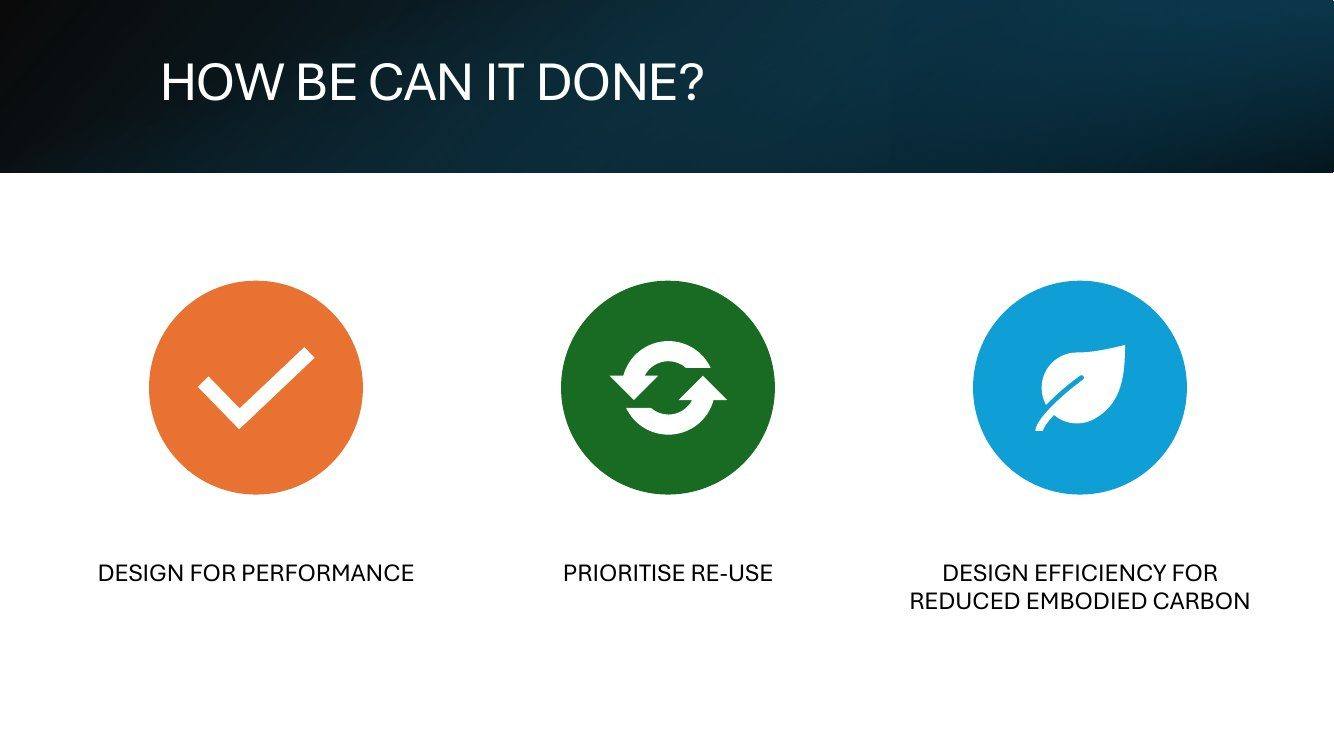 HOW BE CAN IT DONE?
DESIGN FOR PERFORMANCE
PRIORITISE RE-USE
DESIGN EFFICIENCY FOR
REDUCED EMBODIED CARBON